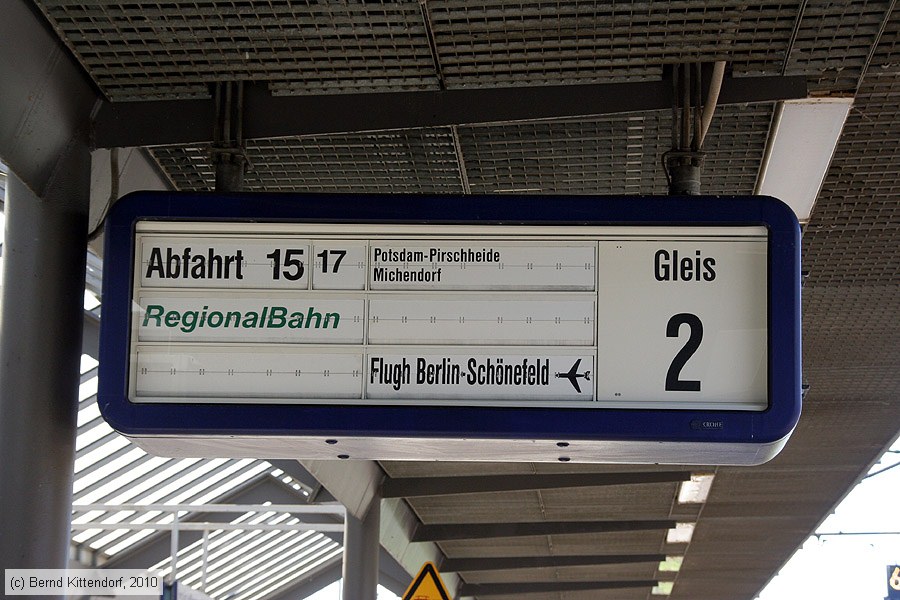 Abfahrt 15 17
Potsdam-Pirschheide
Michendorf
RegionalBahn
Flugh Berlin-Schönefeld
Gleis
2
(c) Bernd Kittendorf, 2010